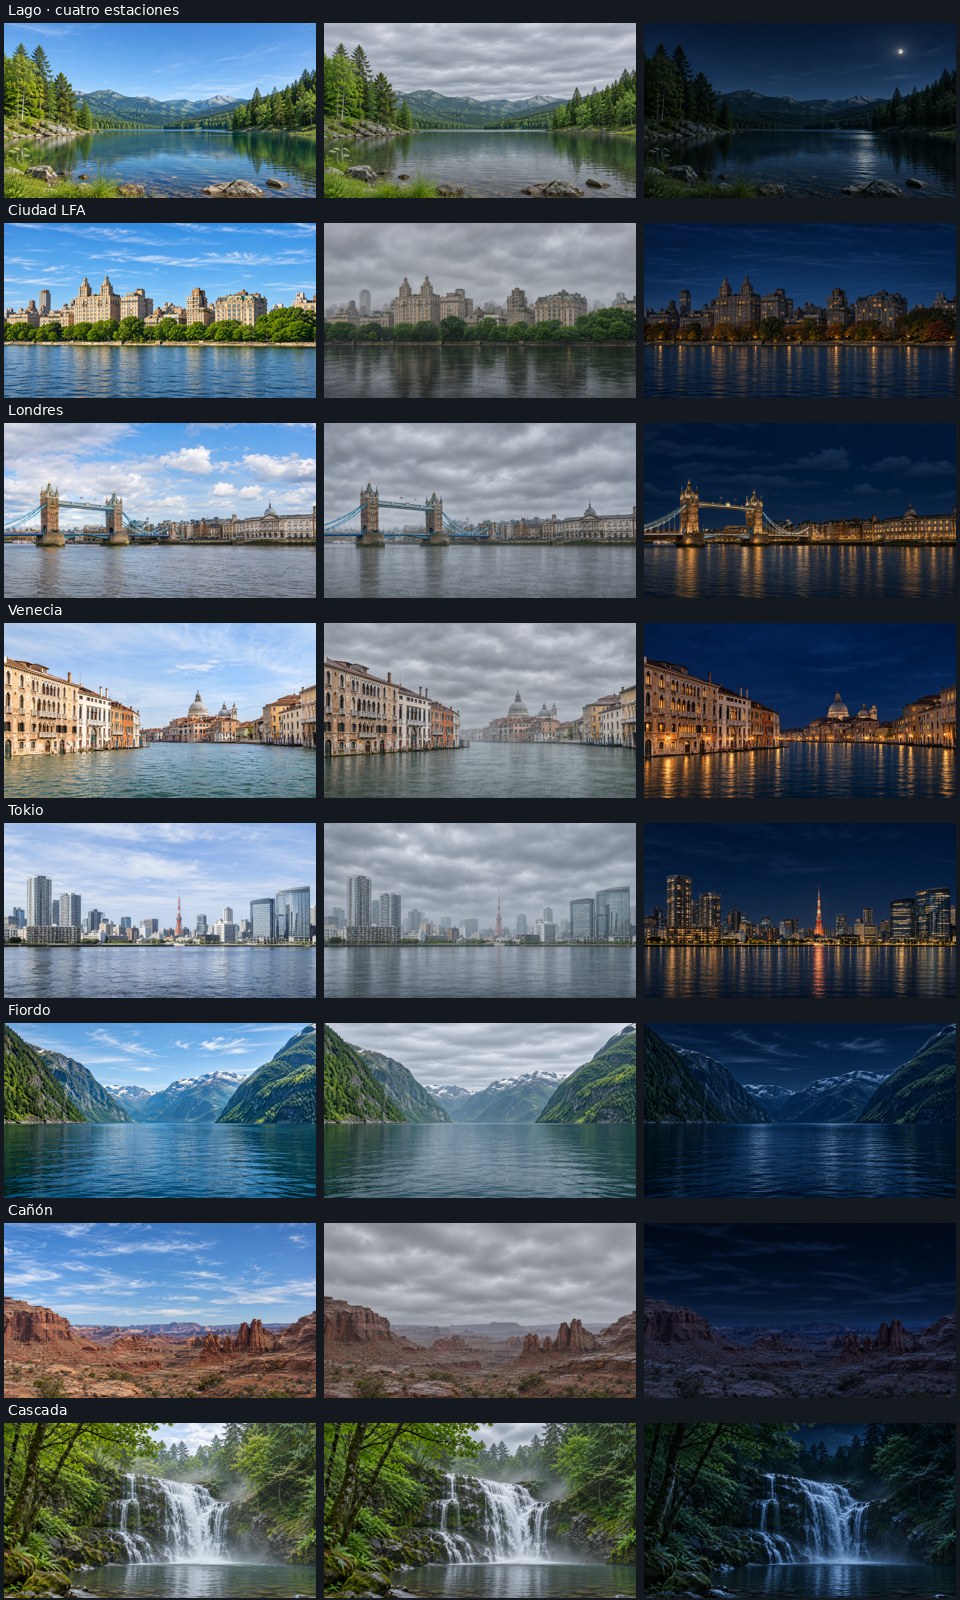 Lago · cuatro estaciones
Ciudad LFA
Londres
Venecia
Tokio
Fiordo
Cañón
Cascada